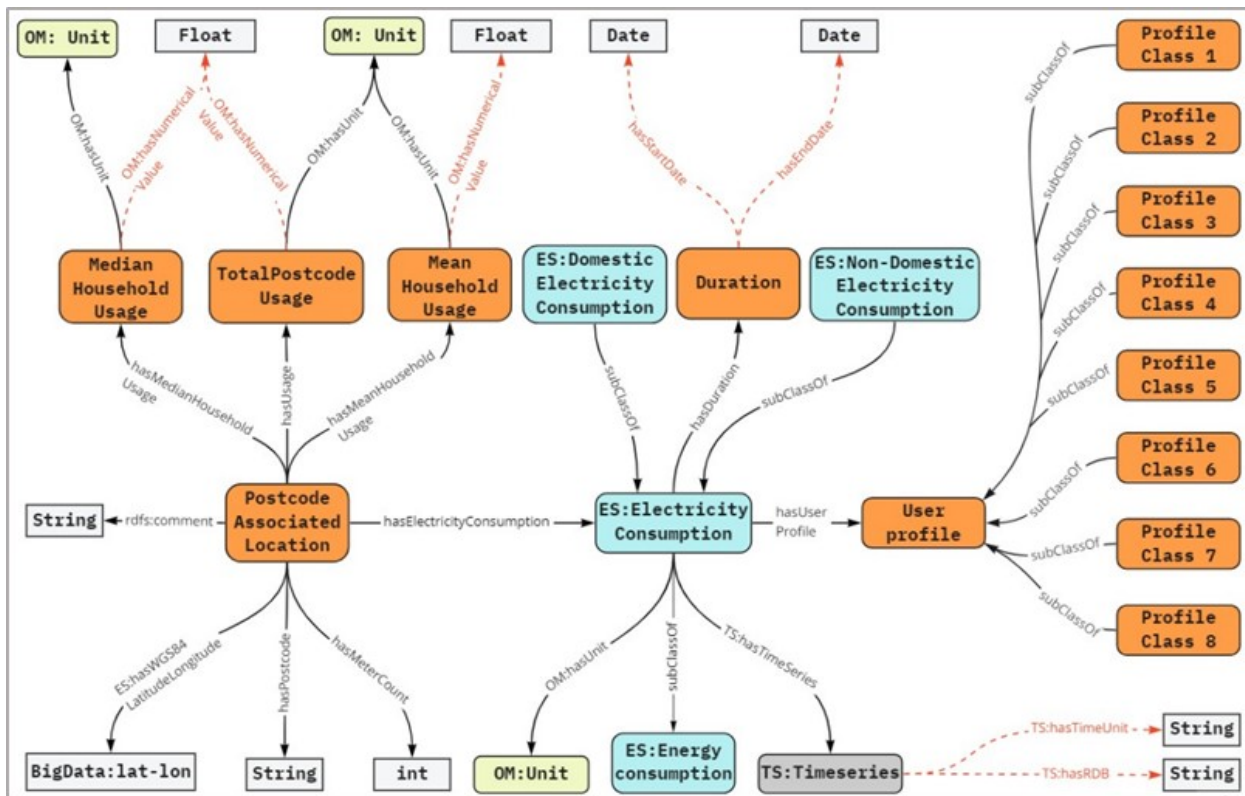 OM: Unit
Float
OM: Unit
Float
Date
Date
Profile
Class 1
subClassOf
Profile
Class 2
subClassOf
Profile
Class 3
subClassOf
Profile
Class 4
subClassOf
Profile
Class 5
subClassOf
Profile
Class 6
subClassOf
Profile
Class 7
subClassOf
Profile
Class 8
subClassOf
OM:hasUnit
OM:hasNumerical
Value
OM:hasNumerical
Value
OM:hasUnit
OM:hasUnit
OM:hasNumerical
Value
hasStartDate
hasEndDate
Median
Household
Usage
TotalPostcode
Usage
Mean
Household
Usage
ES:Domestic
Electricity
Consumption
Duration
ES:Non-Domestic
Electricity
Consumption
hasMedianHousehold
Usage
hasUsage
hasMeanHousehold
Usage
subClassOf
hasDuration
subClassOf
String
rdfs:comment
Postcode
Associated
Location
hasElectricityConsumption
ES:Electricity
Consumption
hasUser
Profile
User
profile
ES:hasWGS84
LatitudeLongitude
hasPostcode
hasMeterCount
OM:hasUnit
subClassOf
TS:hasTimeSeries
BigData:lat-lon
String
int
OM:Unit
ES:Energy
consumption
TS:Timeseries
TS:hasTimeUnit
String
TS:hasRDB
String